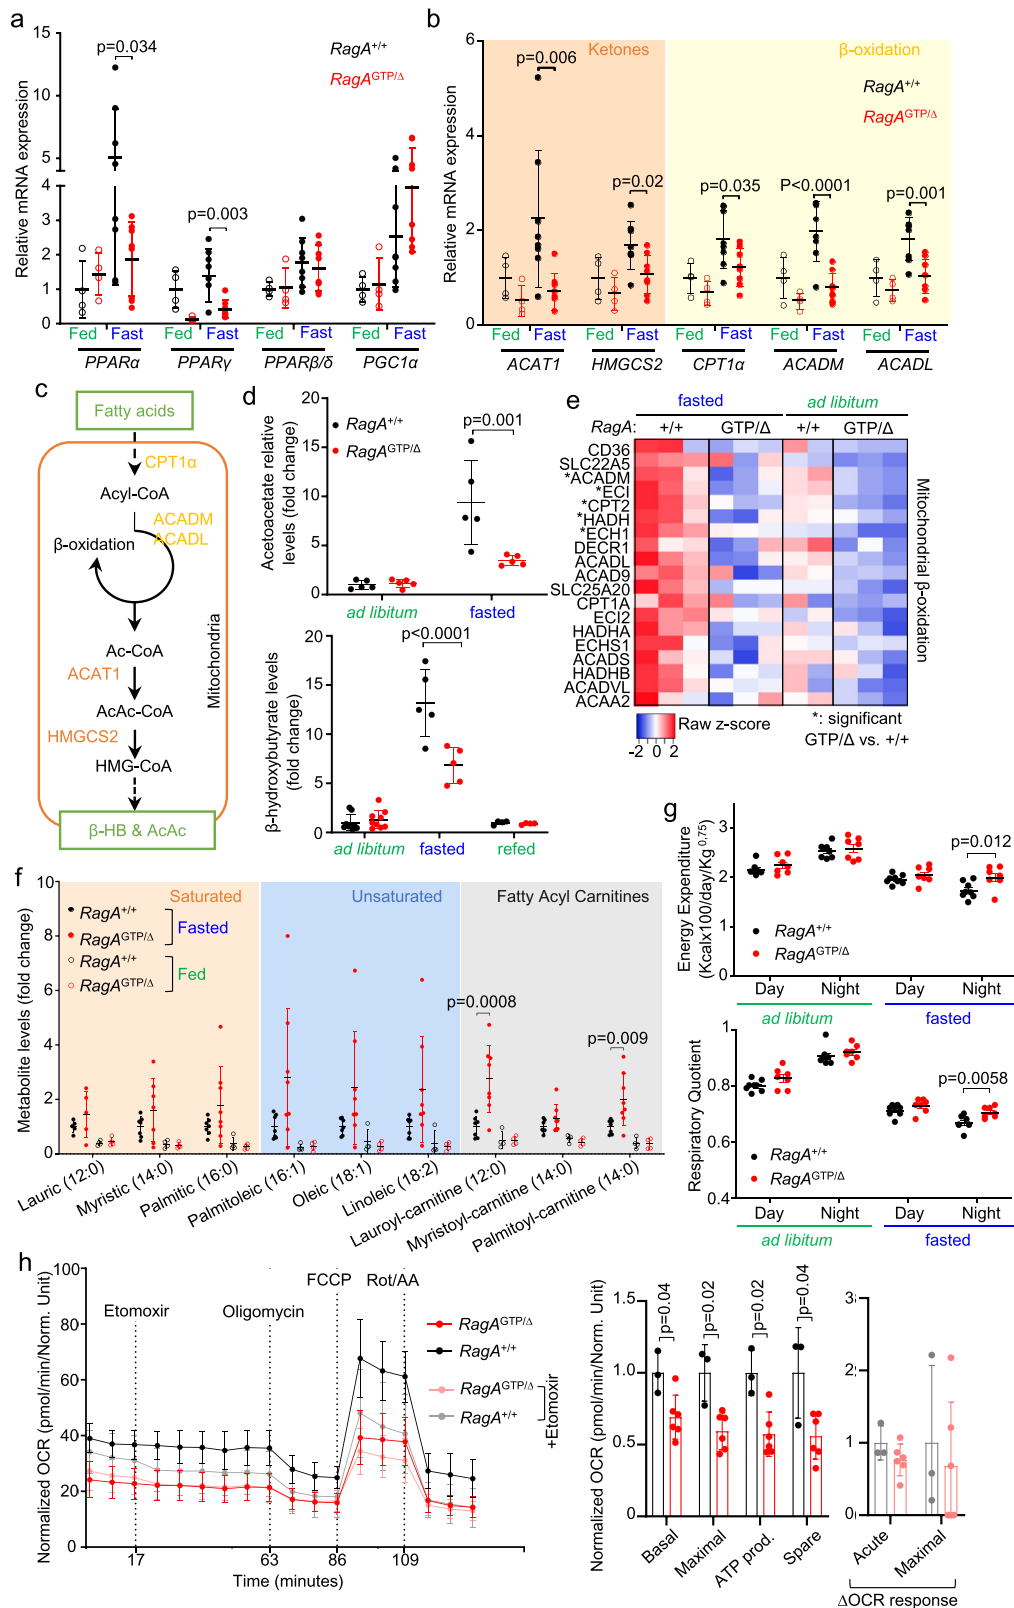 a
Relative mRNA expression
15
12
10
5
4
3
2
1
0
p=0.034
p=0.003
RagA+/+
RagAGTP/Δ
Fed Fast Fed Fast Fed Fast Fed Fast
PPARα PPARγ PPARβ/δ PGC1α
b
Relative mRNA expression
6
4
2
0
Ketones
β-oxidation
p=0.006
RagA+/+
RagAGTP/Δ
p=0.02
p=0.035
P<0.0001
p=0.001
Fed Fast Fed Fast Fed Fast Fed Fast Fed Fast
ACAT1 HMGCS2 CPT1α ACADM ACADL
c
Fatty acids
CPT1α
Acyl-CoA
ACADM
ACADL
β-oxidation
Ac-CoA
ACAT1
AcAc-CoA
HMGCS2
HMG-CoA
β-HB & AcAc
Mitochondria
d
Acetoacetate relative
levels (fold change)
20
15
10
5
0
RagA+/+
RagAGTP/Δ
p=0.001
ad libitum fasted
β-hydroxybutyrate levels
(fold change)
20
15
10
5
0
p<0.0001
ad libitum fasted refed
e
fasted ad libitum
RagA: +/+ GTP/Δ +/+ GTP/Δ
CD36
SLC22A5
*ACADM
*ECI
*CPT2
*HADH
*ECH1
DECR1
ACADL
ACAD9
SLC25A20
CPT1A
ECI2
HADHA
ECHS1
ACADS
HADHB
ACADVL
ACAA2
Mitochondrial β-oxidation
Raw z-score
-2 0 2
*: significant
GTP/Δ vs. +/+
f
Metabolite levels (fold change)
10
8
6
4
2
0
Saturated
Unsaturated
Fatty Acyl Carnitines
RagA+/+
RagAGTP/Δ
Fasted
RagA+/+
RagAGTP/Δ
Fed
p=0.0008
p=0.009
Lauric (12:0)
Myristic (14:0)
Palmitic (16:0)
Palmitoleic (16:1)
Oleic (18:1)
Linoleic (18:2)
Lauroyl-carnitine (12:0)
Myristoyl-carnitine (14:0)
Palmitoyl-carnitine (14:0)
g
Energy Expenditure
(Kcalx100/day/Kg0.75)
3
2
1
p=0.012
RagA+/+
RagAGTP/Δ
Day Night Day Night
ad libitum fasted
Respiratory Quotient
1
0.8
0.6
0.4
p=0.0058
RagA+/+
RagAGTP/Δ
Day Night Day Night
ad libitum fasted
h
Normalized OCR (pmol/min/Norm. Unit)
100
80
60
40
20
0
Etomoxir
Oligomycin
FCCP
Rot/AA
RagAGTP/Δ
RagA+/+
RagAGTP/Δ
RagA+/+
+Etomoxir
17 63 86 109
Time (minutes)
Normalized OCR (pmol/min/Norm. Unit)
1.5
1.0
0.5
0.0
p=0.04
p=0.02
p=0.02
p=0.04
Basal
Maximal
ATP prod.
Spare
3
2
1
0
Acute
Maximal
ΔOCR response